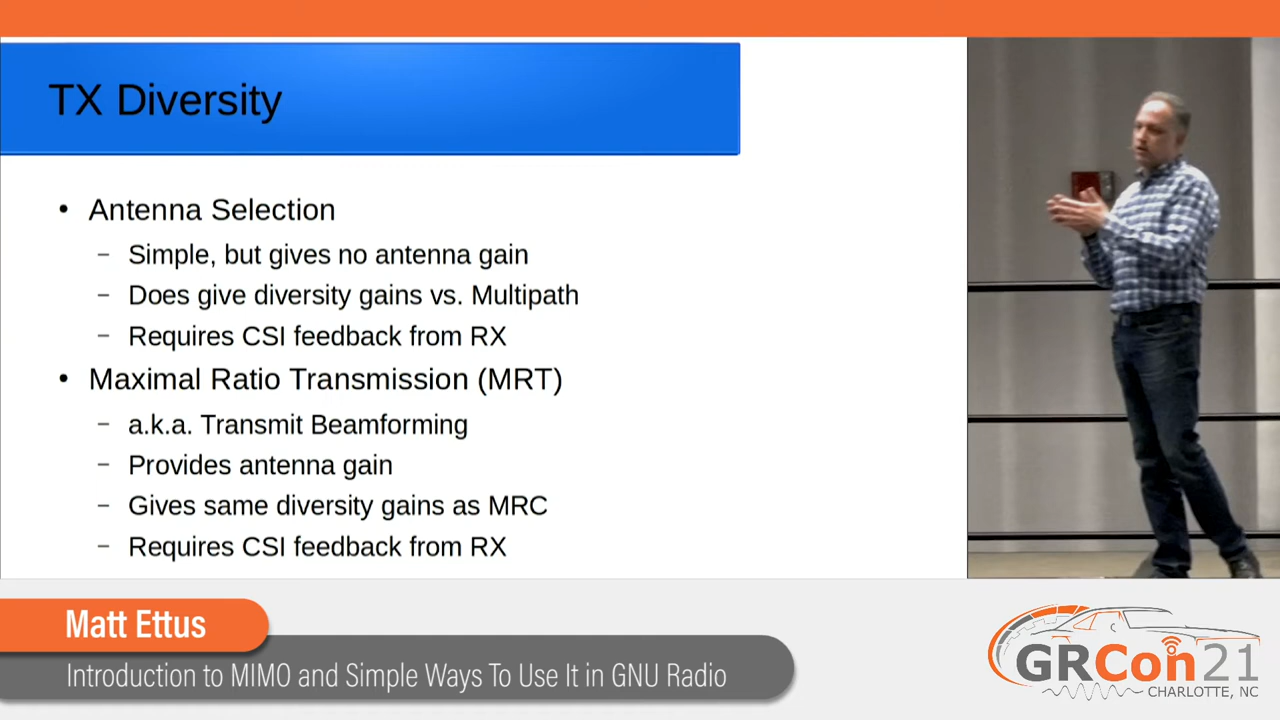 TX Diversity
• Antenna Selection
– Simple, but gives no antenna gain
– Does give diversity gains vs. Multipath
– Requires CSI feedback from RX
• Maximal Ratio Transmission (MRT)
– a.k.a. Transmit Beamforming
– Provides antenna gain
– Gives same diversity gains as MRC
– Requires CSI feedback from RX
Matt Ettus
Introduction to MIMO and Simple Ways To Use It in GNU Radio
GRCon21
CHARLOTTE, NC